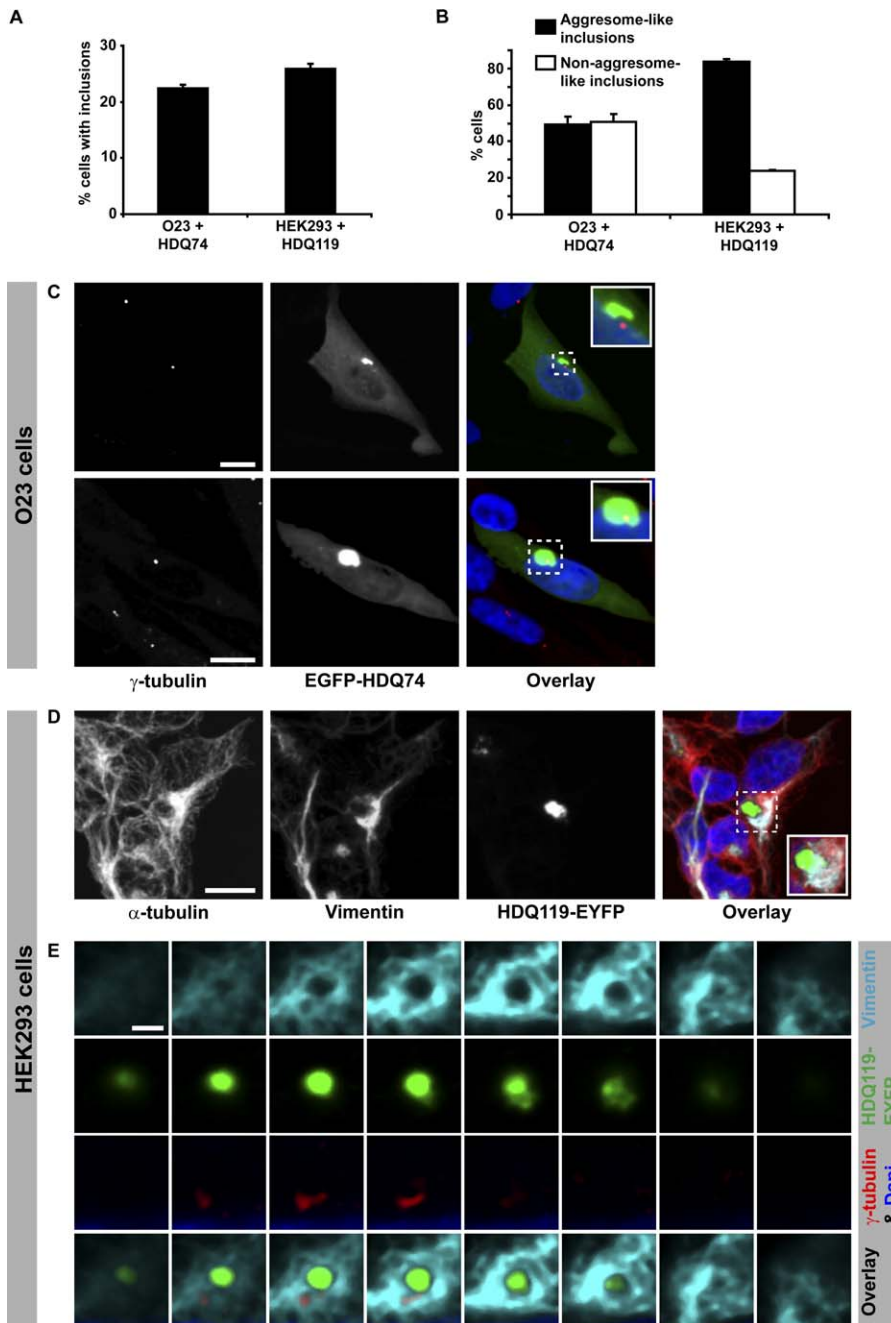 A
% cells with inclusions
30
20
10
0
O23 +
HDQ74
HEK293 +
HDQ119
B
Aggresome-like
inclusions
Non-aggresome-
like inclusions
% cells
80
60
40
20
0
O23 +
HDQ74
HEK293 +
HDQ119
O23 cells
C
γ-tubulin
EGFP-HDQ74
Overlay
HEK293 cells
D
α-tubulin
Vimentin
HDQ119-EYFP
Overlay
E
Vimentin
HDQ119-
EYFP
γ-tubulin
& Dapi
Overlay